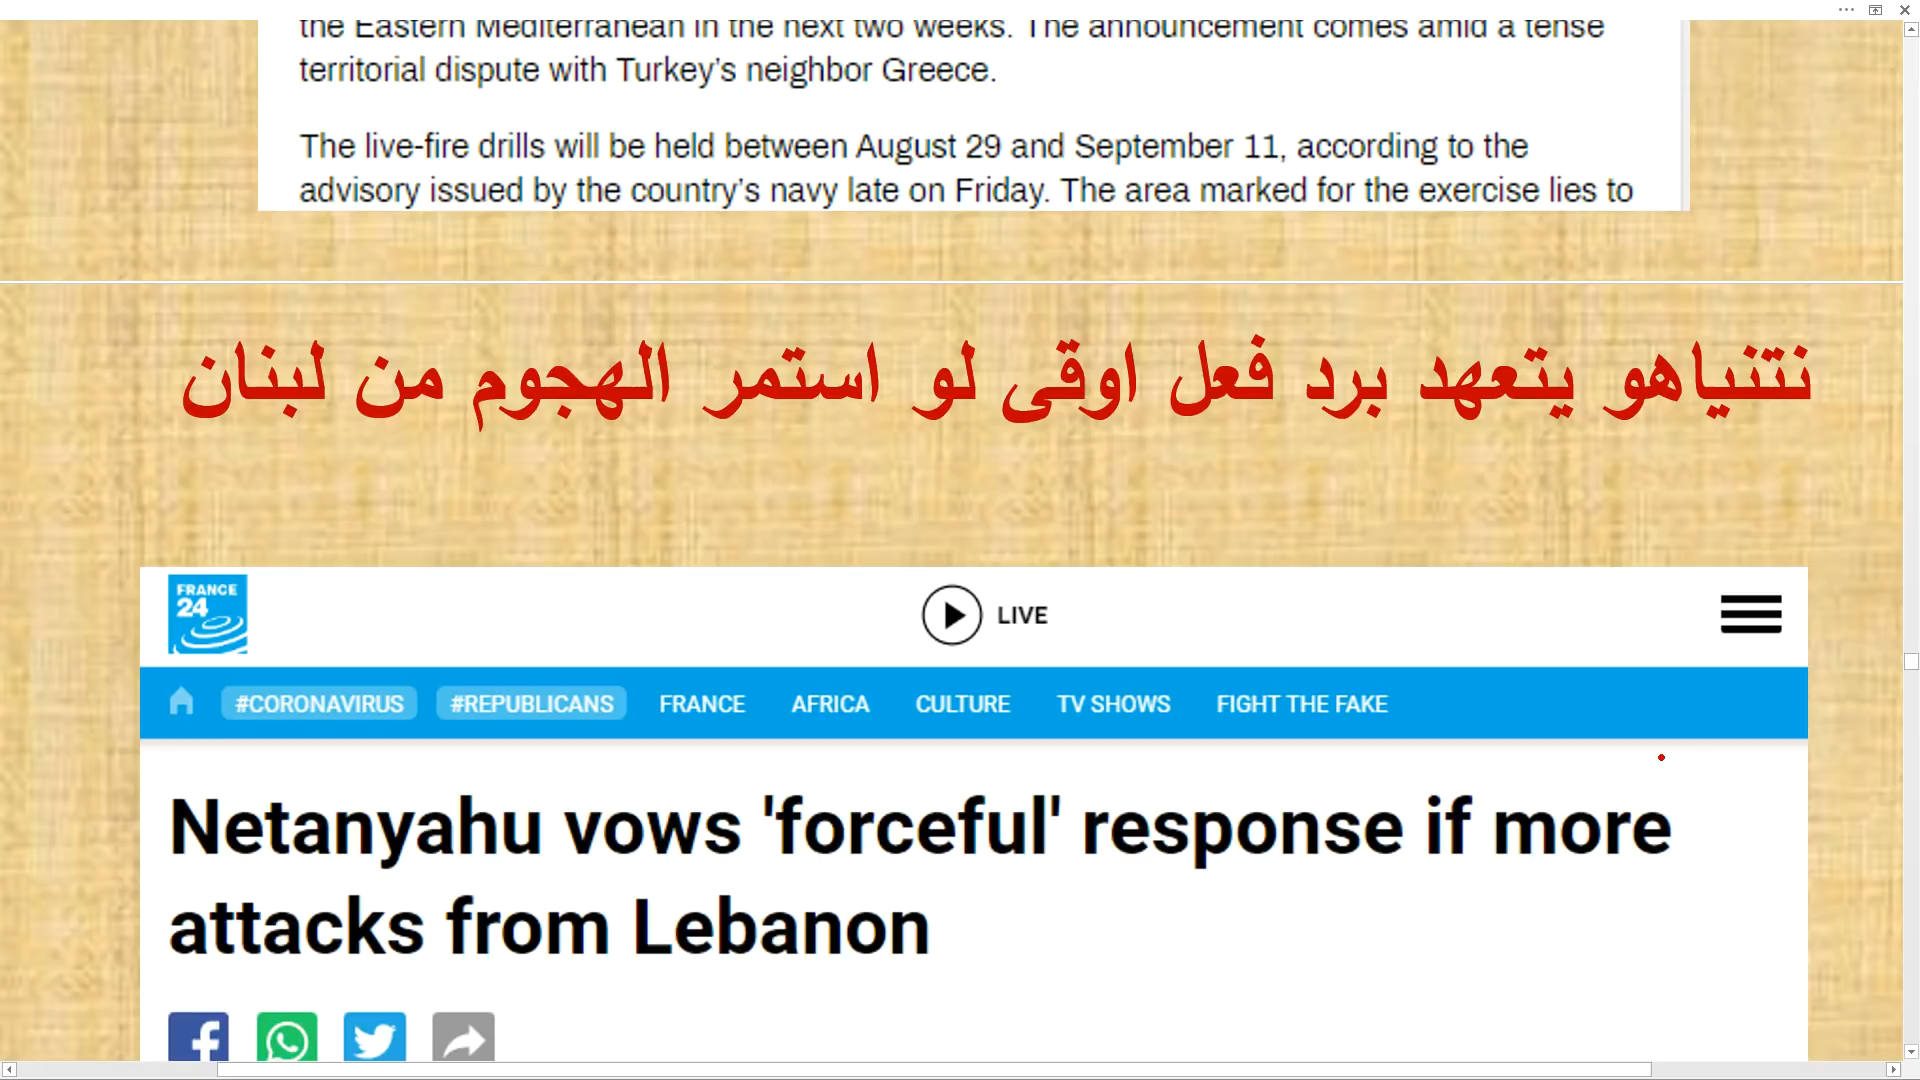 the Eastern Mediterranean in the next two weeks. The announcement comes amid a tense
territorial dispute with Turkey’s neighbor Greece.
The live-fire drills will be held between August 29 and September 11, according to the
advisory issued by the country’s navy late on Friday. The area marked for the exercise lies to
نتنياهو يتعهد برد فعل اوقى لو استمر الهجوم من لبنان
FRANCE
24
LIVE
#CORONAVIRUS #REPUBLICANS FRANCE AFRICA CULTURE TV SHOWS FIGHT THE FAKE
Netanyahu vows 'forceful' response if more
attacks from Lebanon